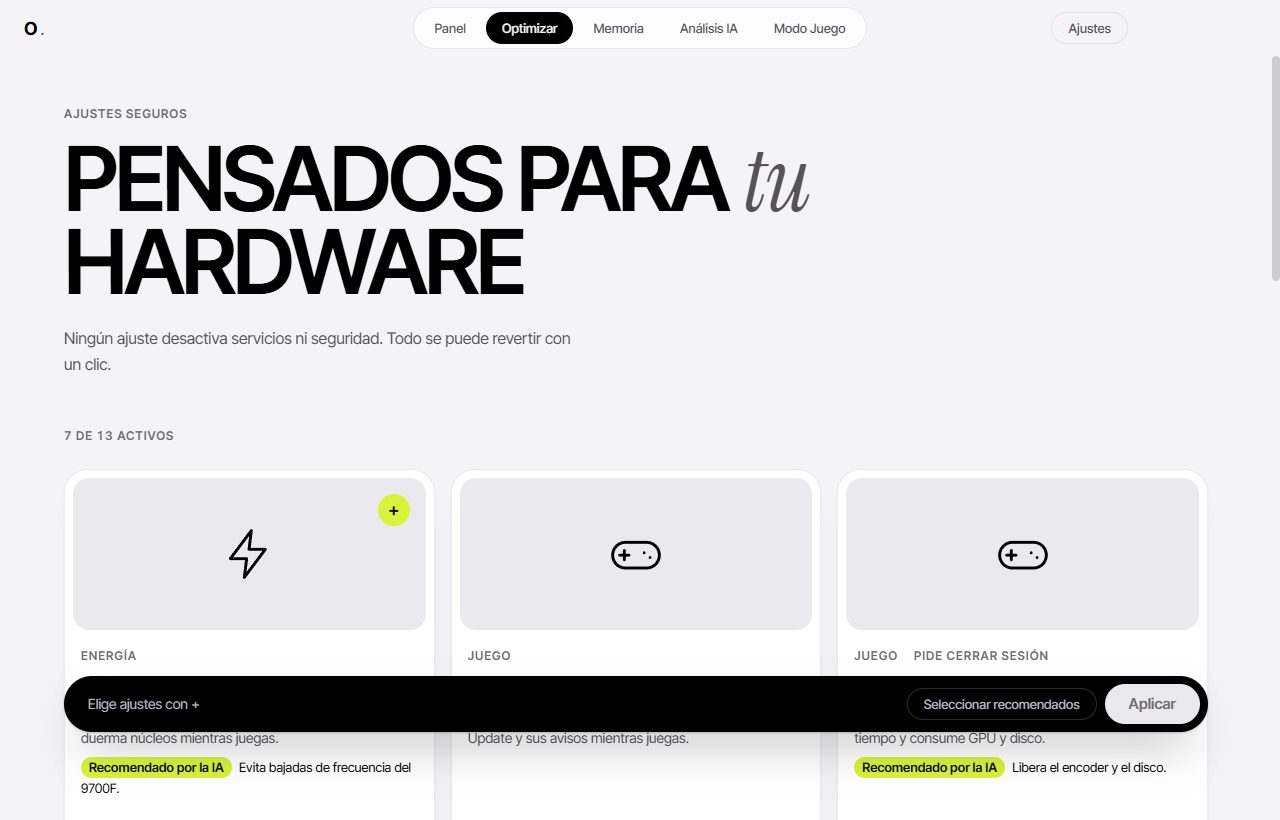 O.
Panel
Optimizar
Memoria
Análisis IA
Modo Juego
Ajustes
AJUSTES SEGUROS
PENSADOS PARA tu
HARDWARE
Ningún ajuste desactiva servicios ni seguridad. Todo se puede revertir con
un clic.
7 DE 13 ACTIVOS
+
ENERGÍA
JUEGO
JUEGO PIDE CERRAR SESIÓN
Elige ajustes con +
Seleccionar recomendados
Aplicar
duerma núcleos mientras juegas.
Recomendado por la IA Evita bajadas de frecuencia del
9700F.
Update y sus avisos mientras juegas.
tiempo y consume GPU y disco.
Recomendado por la IA Libera el encoder y el disco.